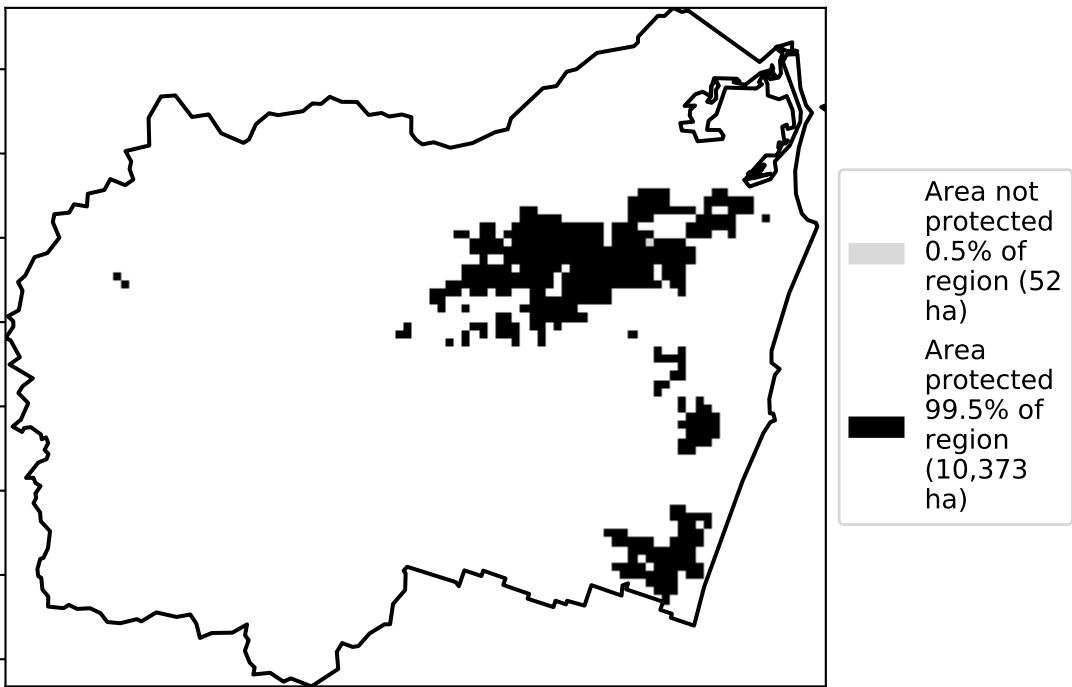 Area not
protected
0.5% of
region (52
ha)
Area
protected
99.5% of
region
(10,373
ha)